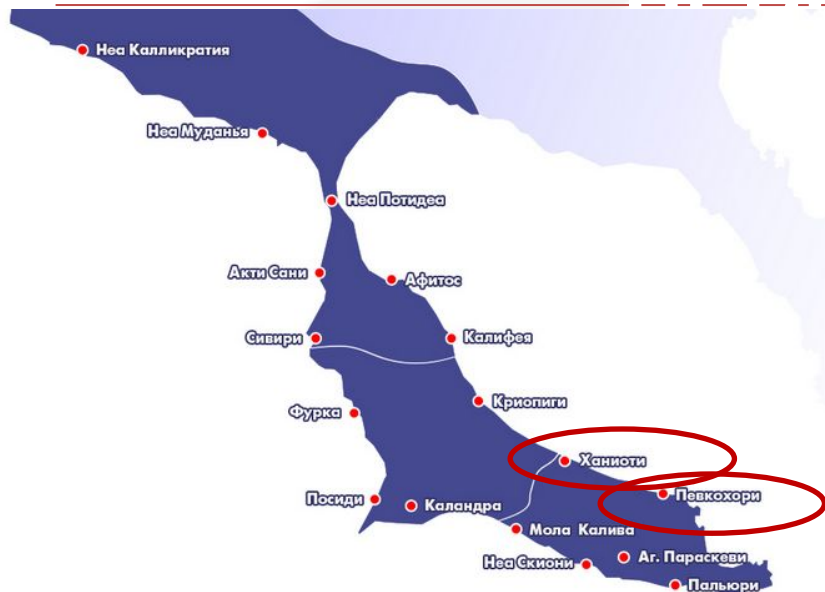 Неа Калликратия
Неа Муданья
Неа Потидеа
Акти Сани
Афитос
Сивири
Калифея
Криопиги
Фурка
Ханиоти
Певкохори
Посиди
Каландра
Мола Калива
Аг. Параскеви
Неа Скиони
Пальюри